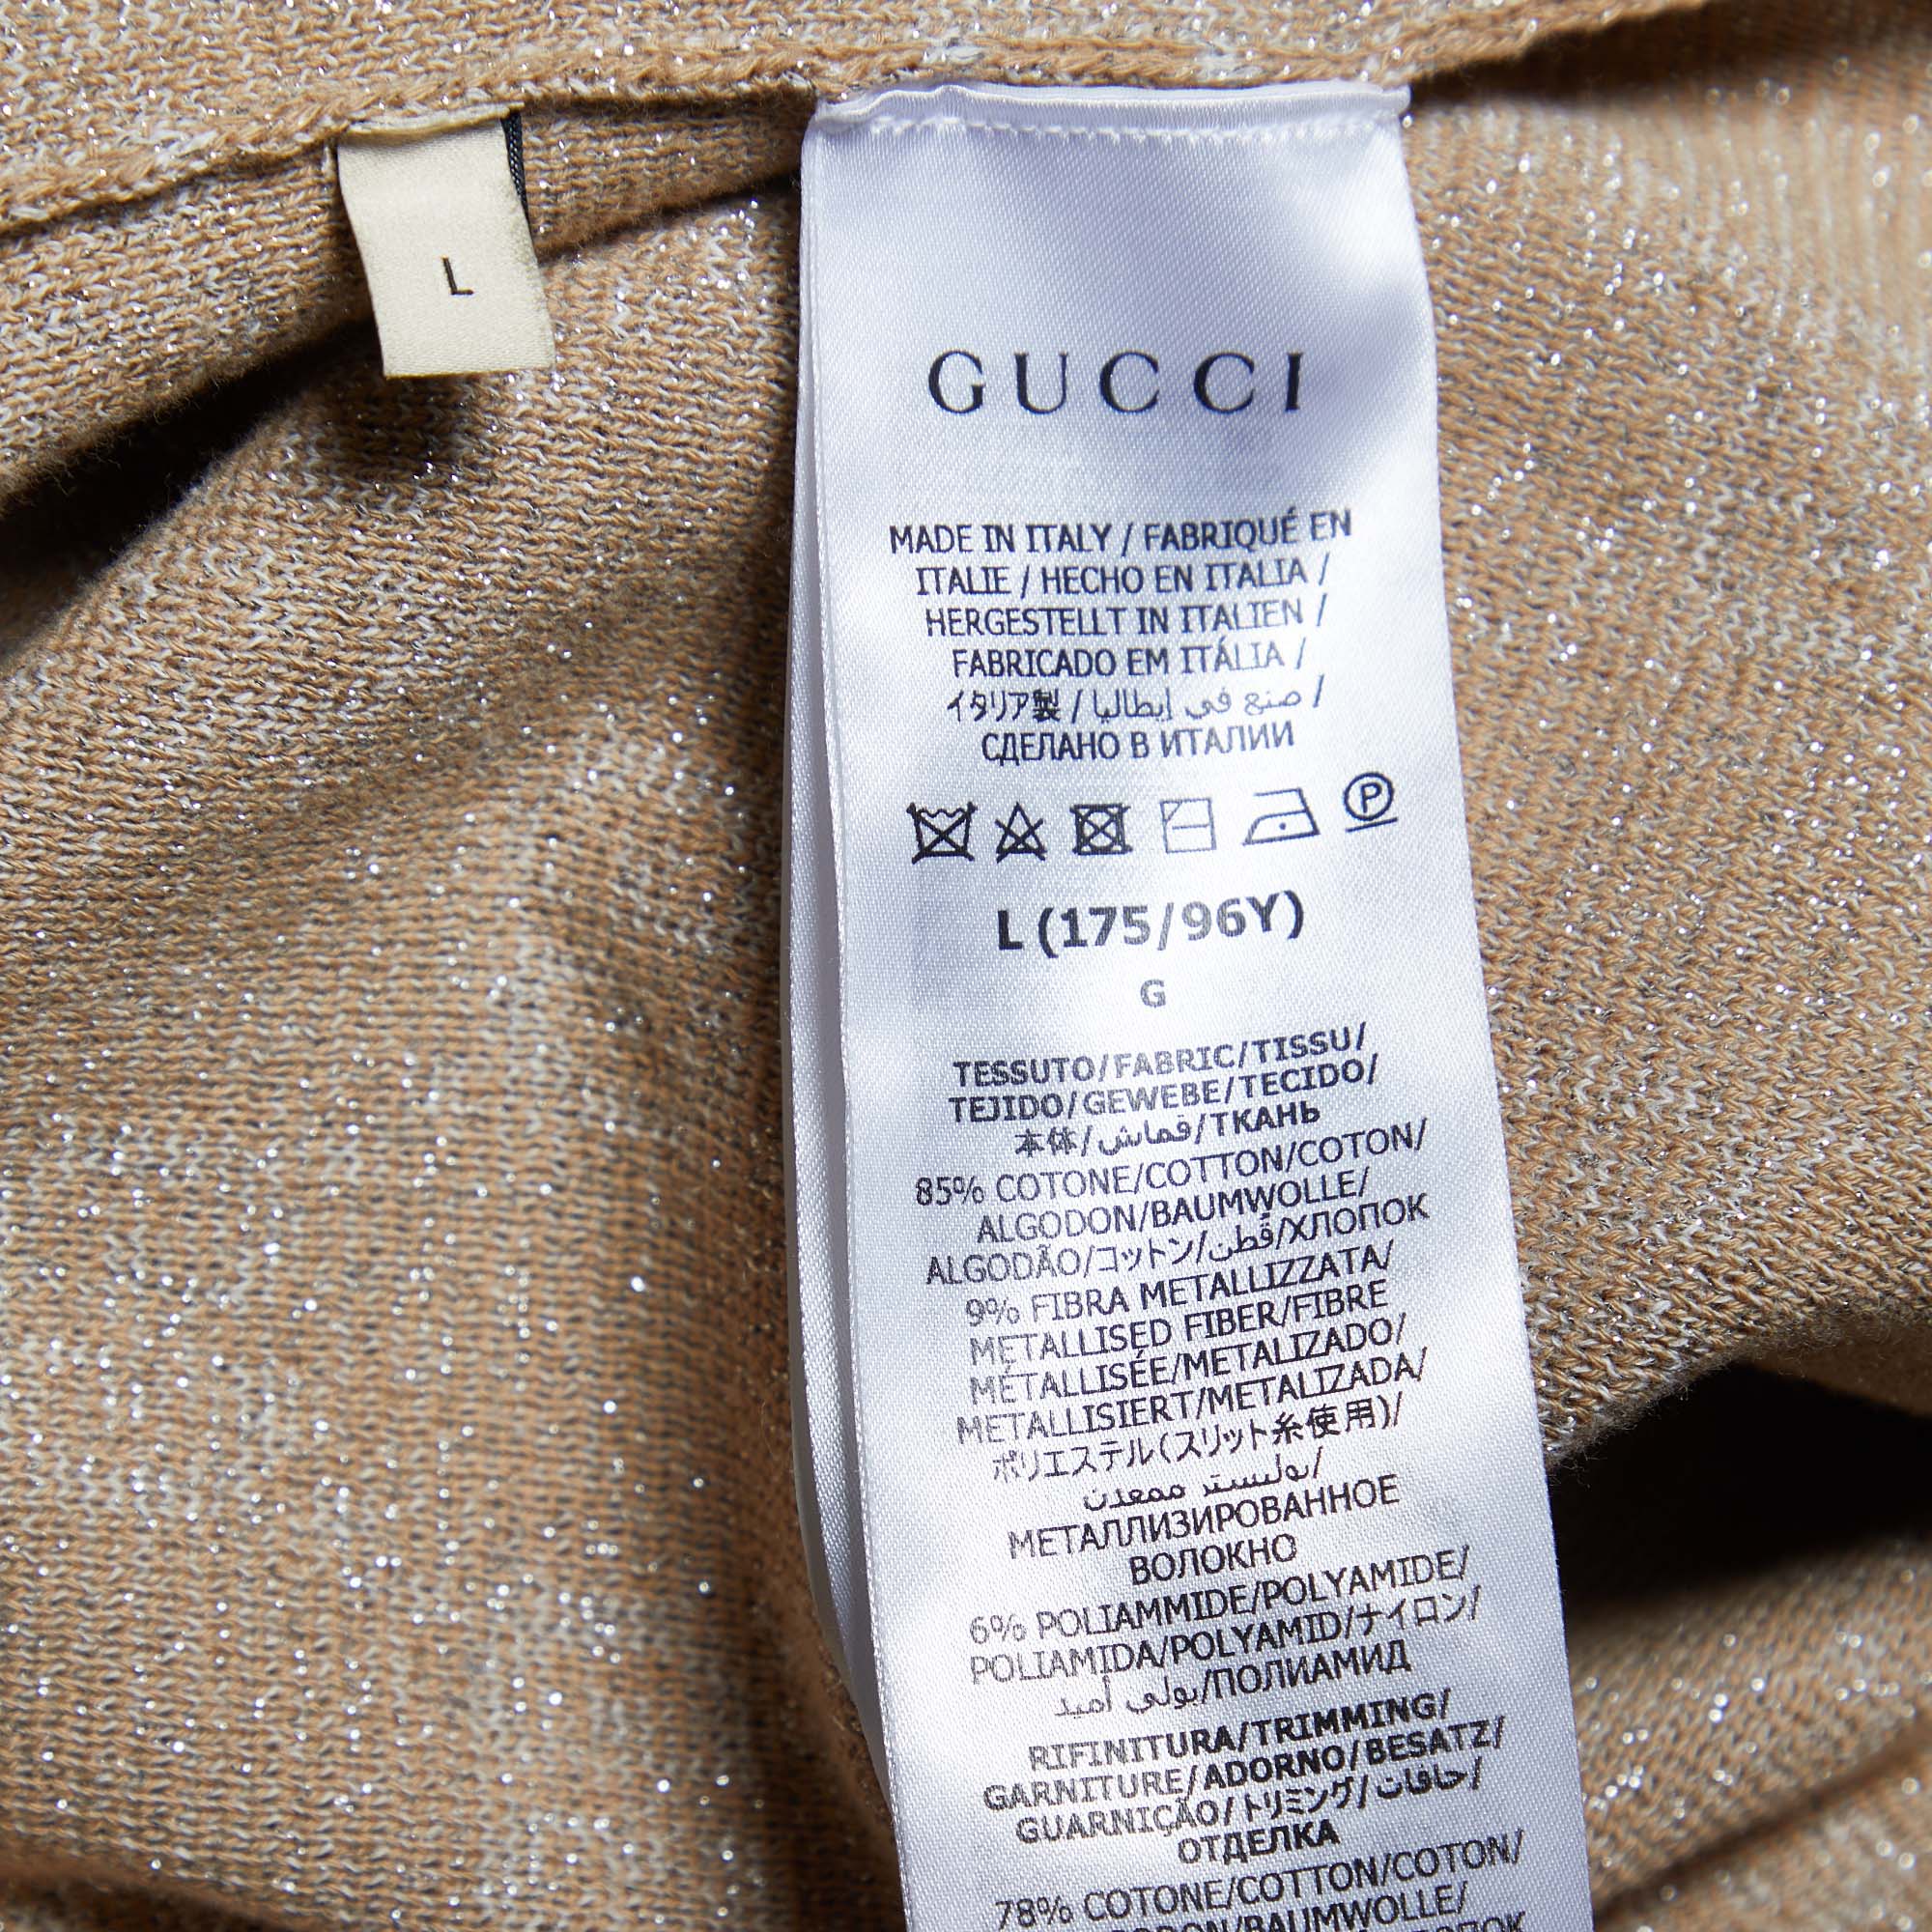 L
GUCCI
MADE IN ITALY / FABRIQUÉ EN
ITALIE / HECHO EN ITALIA /
HERGESTELLT IN ITALIEN /
FABRICADO EM ITÁLIA /
イタリア製 / صنع في إيطاليا /
СДЕЛАНО В ИТАЛИИ
P
L (175/96Y)
G
TESSUTO/FABRIC/TISSU/
TEJIDO/GEWEBE/TECIDO/
本体/قماش/ТКАНЬ
85% COTONE/COTTON/COTON/
ALGODON/BAUMWOLLE/
ALGODÃO/コットン/قطن/ХЛОПОК
9% FIBRA METALLIZZATA/
METALLISED FIBER/FIBRE
MÉTALLISÉE/METALIZADO/
METALLISIERT/METALIZADA/
ポリエステル(スリット糸使用)/
بوليستر ممعدن/
МЕТАЛЛИЗИРОВАННОЕ
ВОЛОКНО
6% POLIAMMIDE/POLYAMIDE/
POLIAMIDA/POLYAMID/ナイロン/
بولي أميد/ПОЛИАМИД
RIFINITURA/TRIMMING/
GARNITURE/ADORNO/BESATZ/
GUARNIÇÃO/トリミング/حافات/
ОТДЕЛКА
78% COTONE/COTTON/COTON/
BAUMWOLLE/